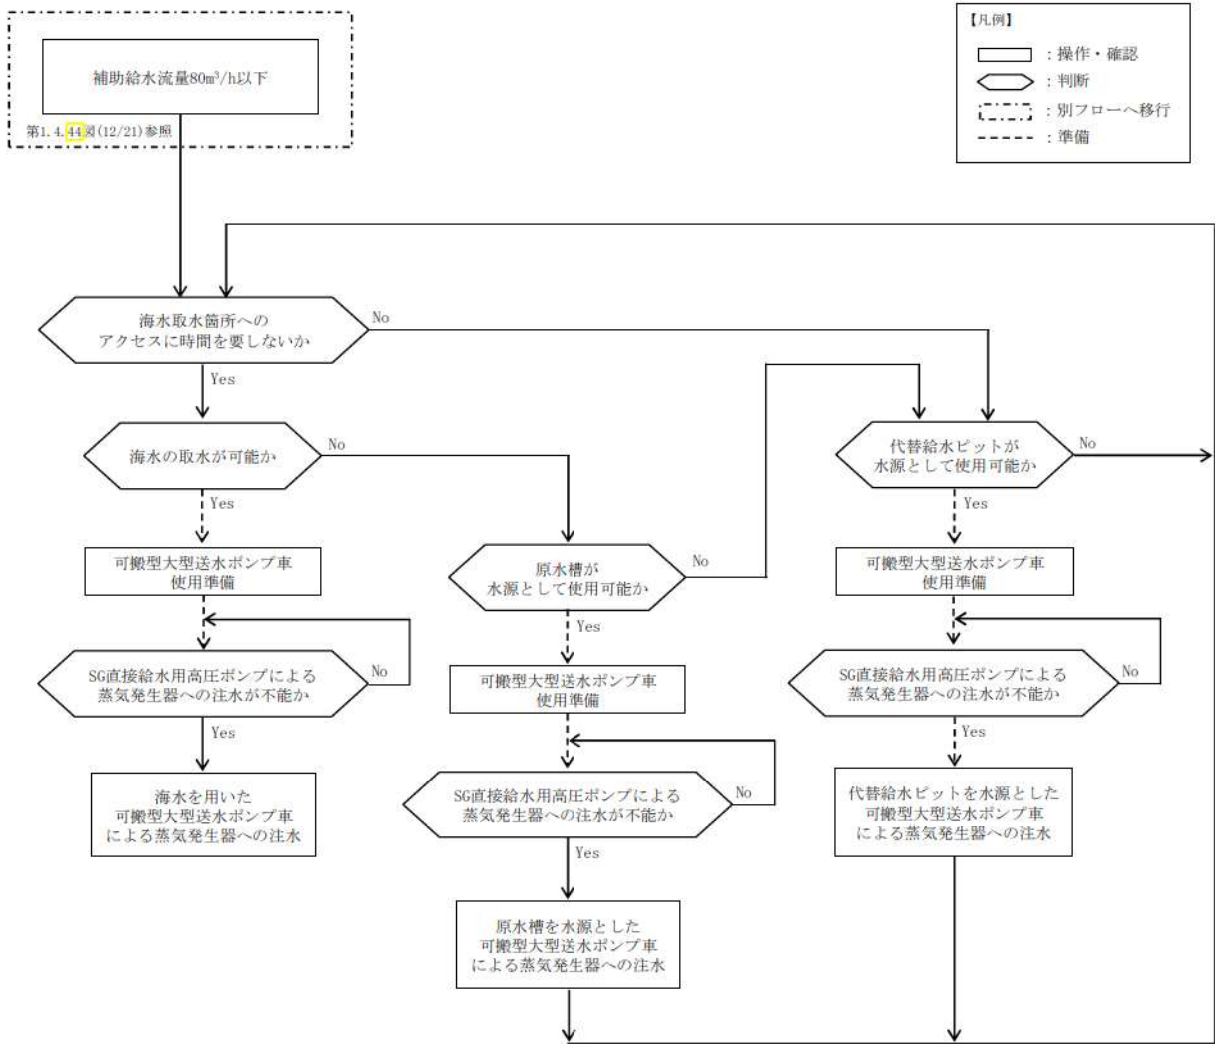 補助給水流量80m³/h以下
第1.4.44図(12/21)参照
【凡例】
：操作・確認
：判断
：別フローへ移行
：準備
海水取水箇所への
アクセスに時間を要しないか
No
Yes
海水の取水が可能か
No
Yes
代替給水ピットが
水源として使用可能か
No
Yes
可搬型大型送水ポンプ車
使用準備
原水槽が
水源として使用可能か
No
Yes
可搬型大型送水ポンプ車
使用準備
SG直接給水用高圧ポンプによる
蒸気発生器への注水が不能か
No
Yes
可搬型大型送水ポンプ車
使用準備
SG直接給水用高圧ポンプによる
蒸気発生器への注水が不能か
No
Yes
海水を用いた
可搬型大型送水ポンプ車
による蒸気発生器への注水
SG直接給水用高圧ポンプによる
蒸気発生器への注水が不能か
No
Yes
代替給水ピットを水源とした
可搬型大型送水ポンプ車
による蒸気発生器への注水
原水槽を水源とした
可搬型大型送水ポンプ車
による蒸気発生器への注水